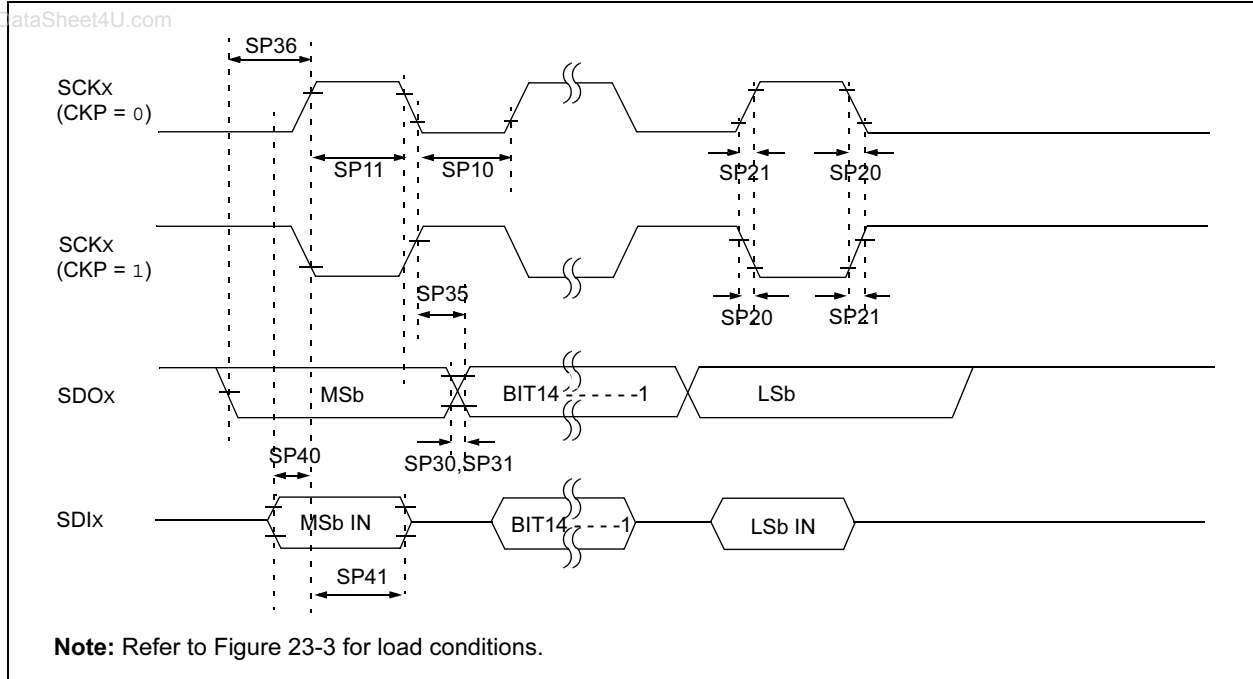 DataSheet4U.com
SP36
SCKx
(CKP = 0)
SP11
SP10
SP21
SP20
SCKx
(CKP = 1)
SP35
SP20
SP21
SDOx
MSb
BIT14 - - - - - -1
LSb
SP40
SP30,SP31
SDIx
MSb IN
BIT14 - - - -1
LSb IN
SP41
Note: Refer to Figure 23-3 for load conditions.